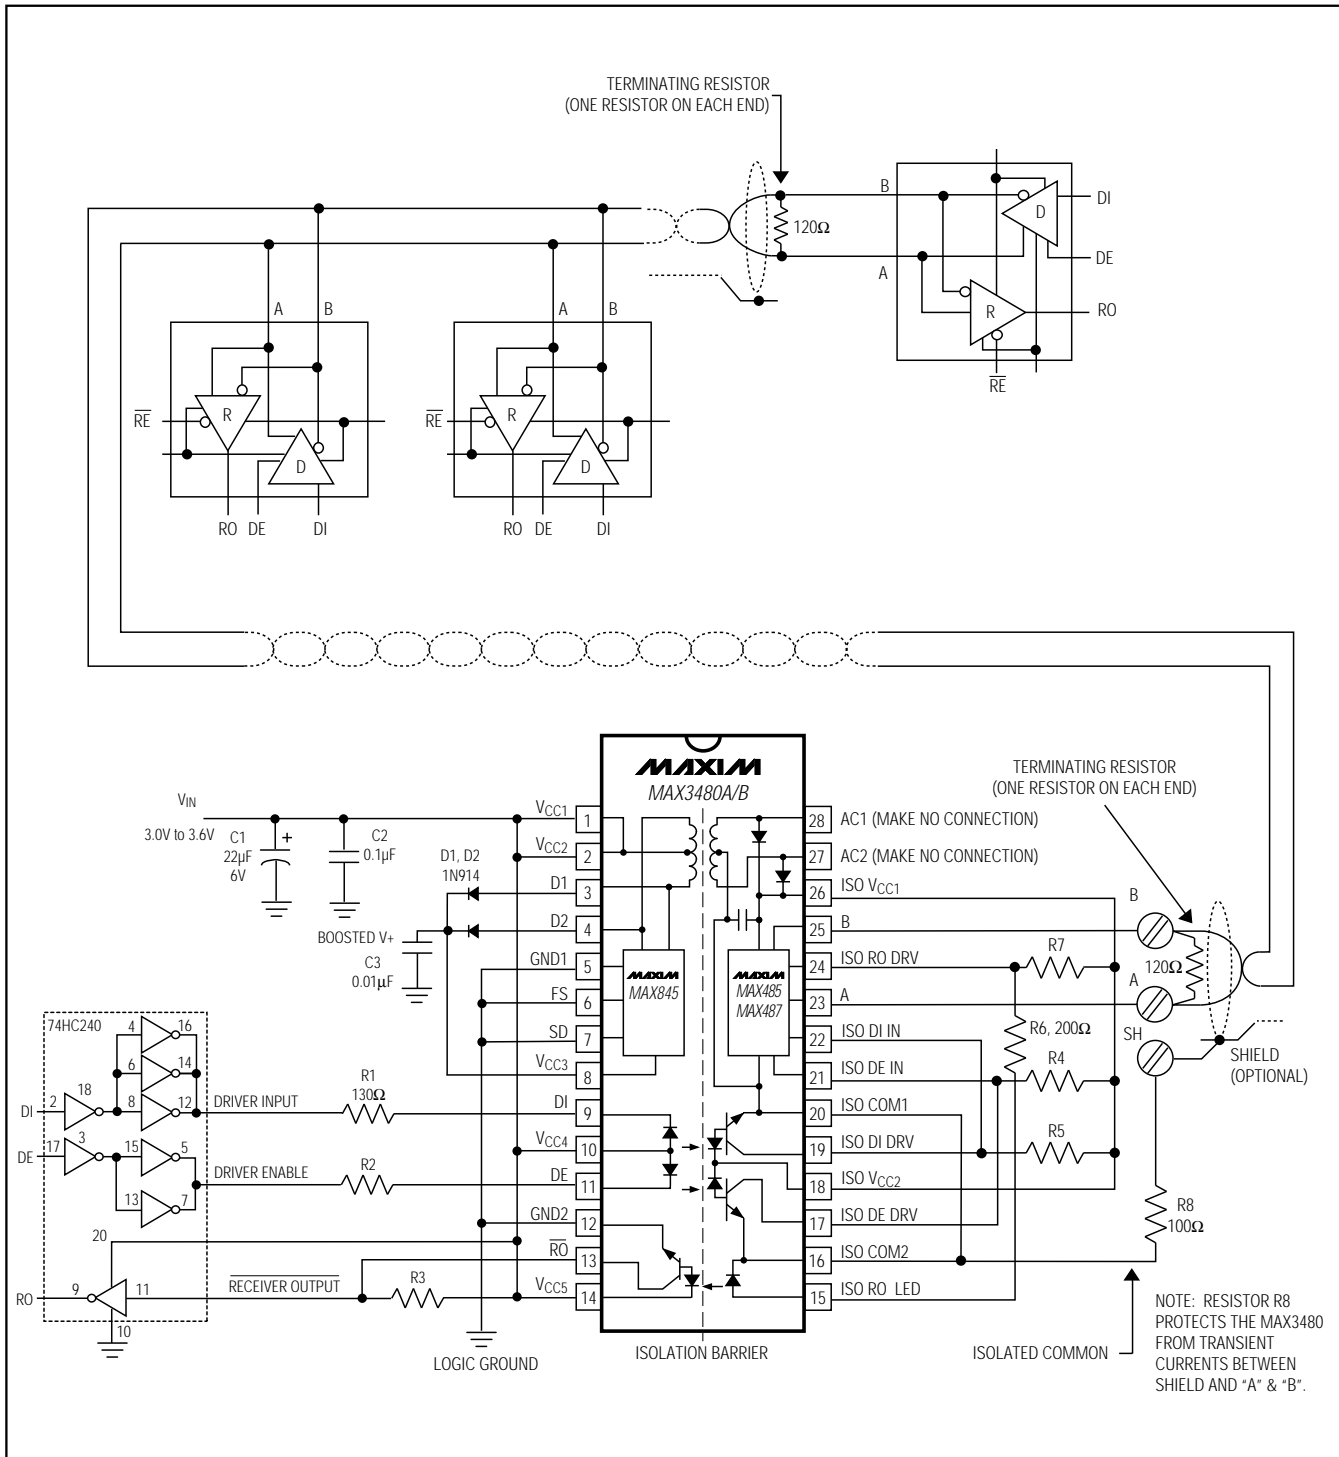 TERMINATING RESISTOR
(ONE RESISTOR ON EACH END)
B
D
DI
120Ω
DE
A
R
RO
RE
A
B
A
B
RE
R
D
RE
R
D
RO DE
DI
RO DE
DI
MAXIM
MAX3480A/B
TERMINATING RESISTOR
(ONE RESISTOR ON EACH END)
VIN
3.0V to 3.6V
C1
22µF
6V
+
C2
0.1µF
D1, D2
1N914
BOOSTED V+
C3
0.01µF
VCC1
1
VCC2
2
D1
3
D2
4
GND1
5
FS
6
SD
7
VCC3
8
DI
9
VCC4
10
DE
11
GND2
12
RO
13
VCC5
14
MAXIM
MAX845
MAXIM
MAX485
MAX487
28
AC1 (MAKE NO CONNECTION)
27
AC2 (MAKE NO CONNECTION)
26
ISO VCC1
25
B
24
ISO RO DRV
23
A
22
ISO DI IN
21
ISO DE IN
20
ISO COM1
19
ISO DI DRV
18
ISO VCC2
17
ISO DE DRV
16
ISO COM2
15
ISO RO LED
R7
R6, 200Ω
R4
R5
B
120Ω
A
SH
SHIELD
(OPTIONAL)
R8
100Ω
74HC240
4
16
6
14
18
DI
2
8
12
DRIVER INPUT
R1
130Ω
3
DE
17
15
5
DRIVER ENABLE
R2
13
7
20
RO
9
11
RECEIVER OUTPUT
R3
10
LOGIC GROUND
ISOLATION BARRIER
ISOLATED COMMON
NOTE: RESISTOR R8
PROTECTS THE MAX3480
FROM TRANSIENT
CURRENTS BETWEEN
SHIELD AND “A” & “B”.